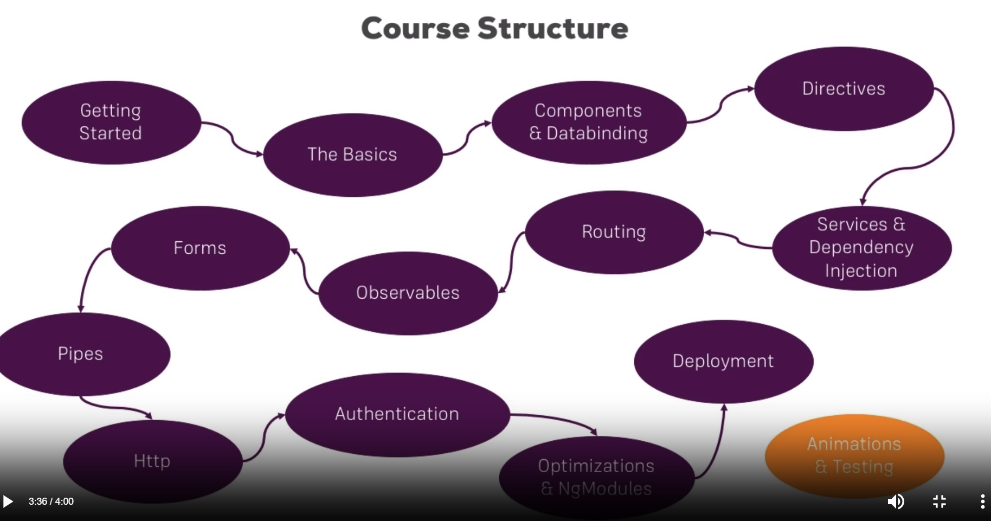 Course Structure
Getting
Started
The Basics
Components
& Databinding
Directives
Services &
Dependency
Injection
Routing
Observables
Forms
Pipes
Http
Authentication
Optimizations
& NgModules
Deployment
Animations
& Testing
3:36 / 4:00